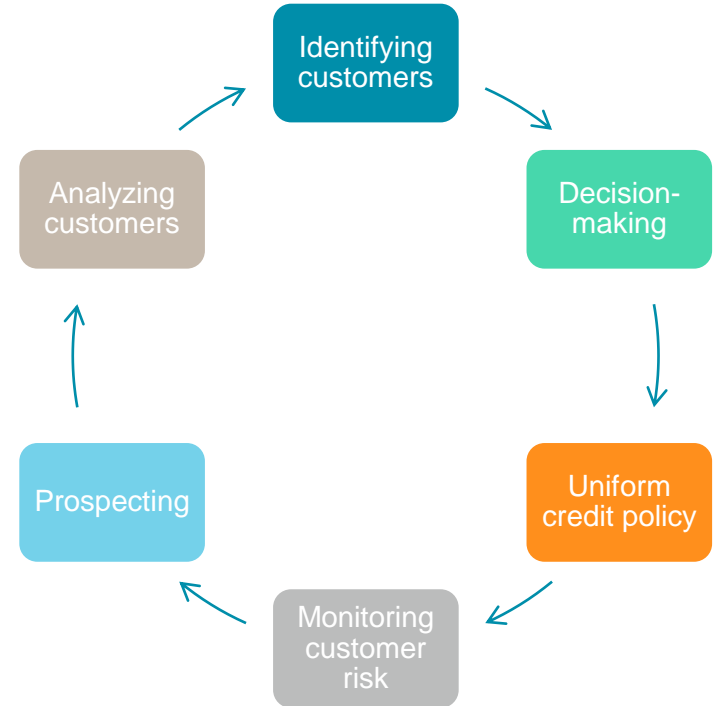 Identifying
customers
Decision-
making
Uniform
credit policy
Monitoring
customer
risk
Prospecting
Analyzing
customers